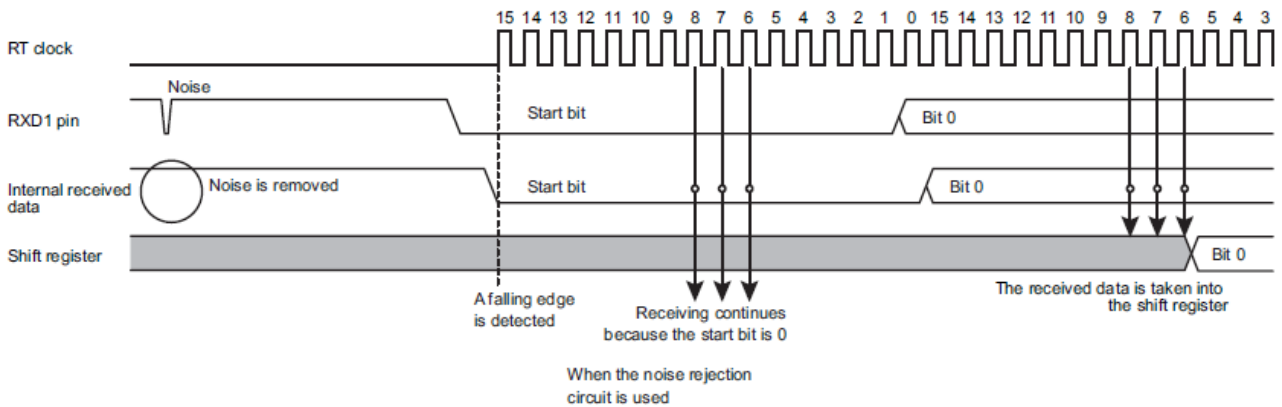 15 14 13 12 11 10 9 8 7 6 5 4 3 2 1 0 15 14 13 12 11 10 9 8 7 6 5 4 3
RT clock
Noise
RXD1 pin
Start bit
Bit 0
Internal received
data
Noise is removed
Start bit
Bit 0
Shift register
Bit 0
A falling edge
is detected
Receiving continues
because the start bit is 0
The received data is taken into
the shift register
When the noise rejection
circuit is used